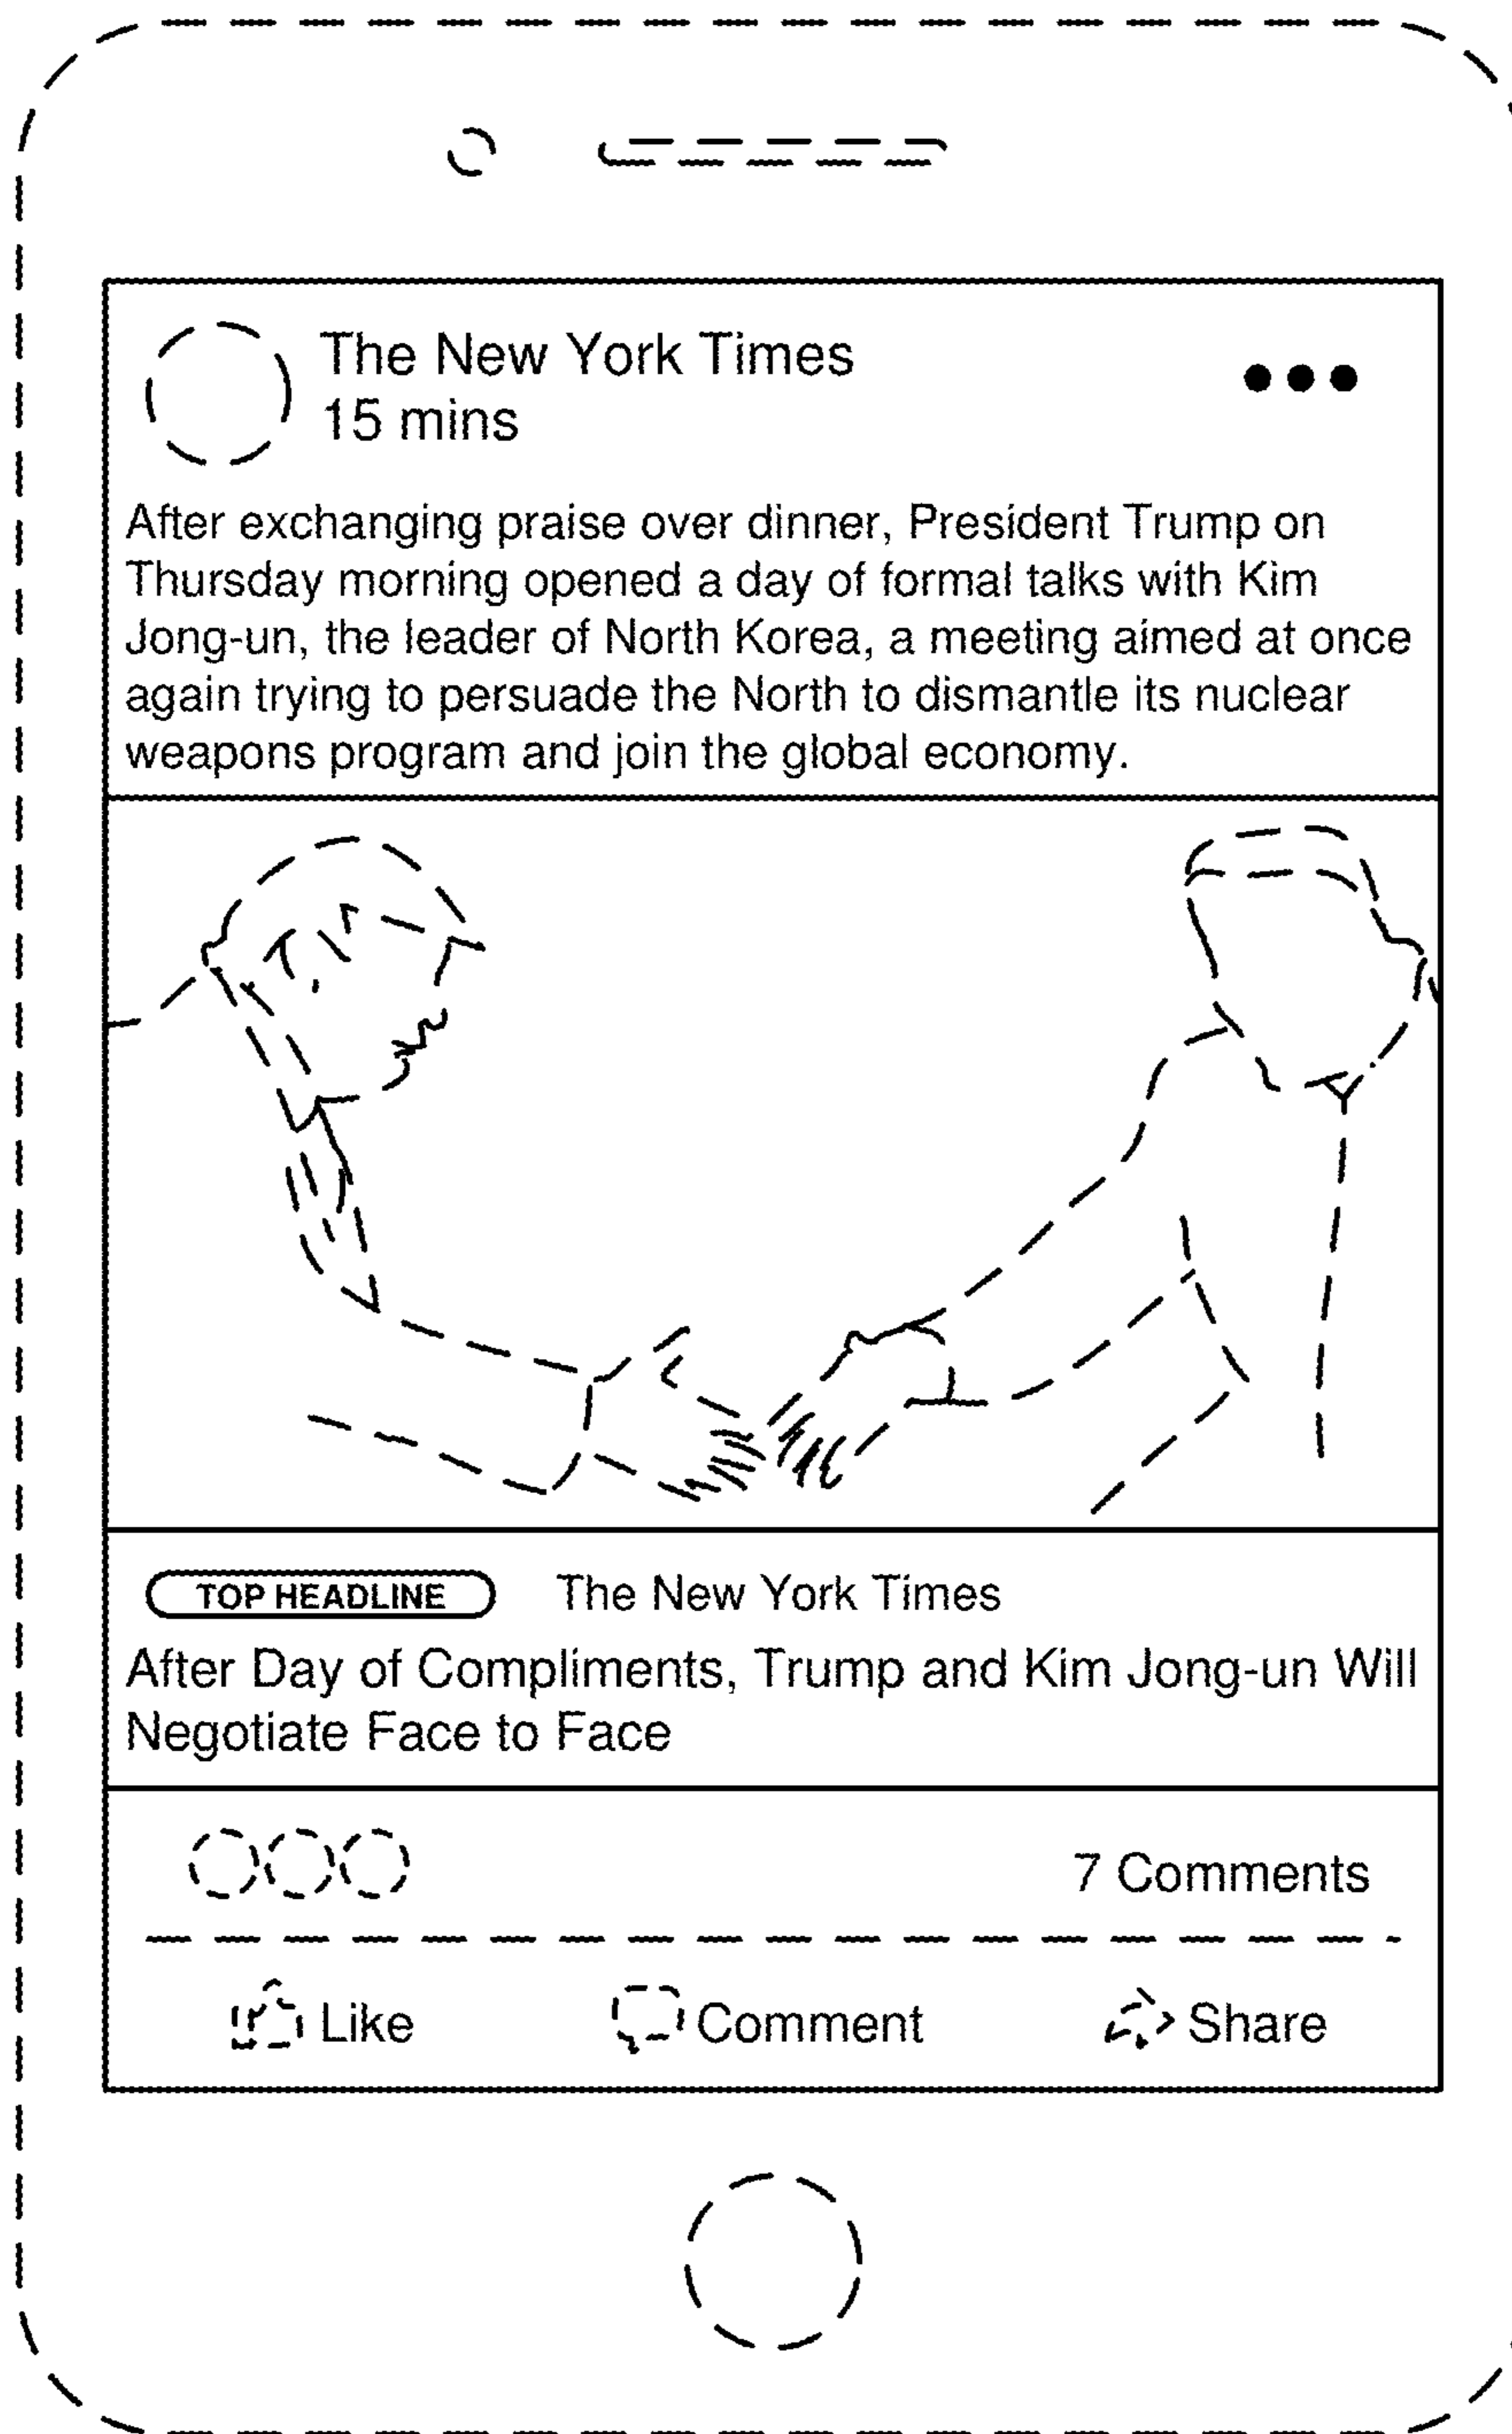 The New York Times
15 mins
After exchanging praise over dinner, President Trump on
Thursday morning opened a day of formal talks with Kim
Jong-un, the leader of North Korea, a meeting aimed at once
again trying to persuade the North to dismantle its nuclear
weapons program and join the global economy.
TOP HEADLINE The New York Times
After Day of Compliments, Trump and Kim Jong-un Will
Negotiate Face to Face
7 Comments
Like Comment Share